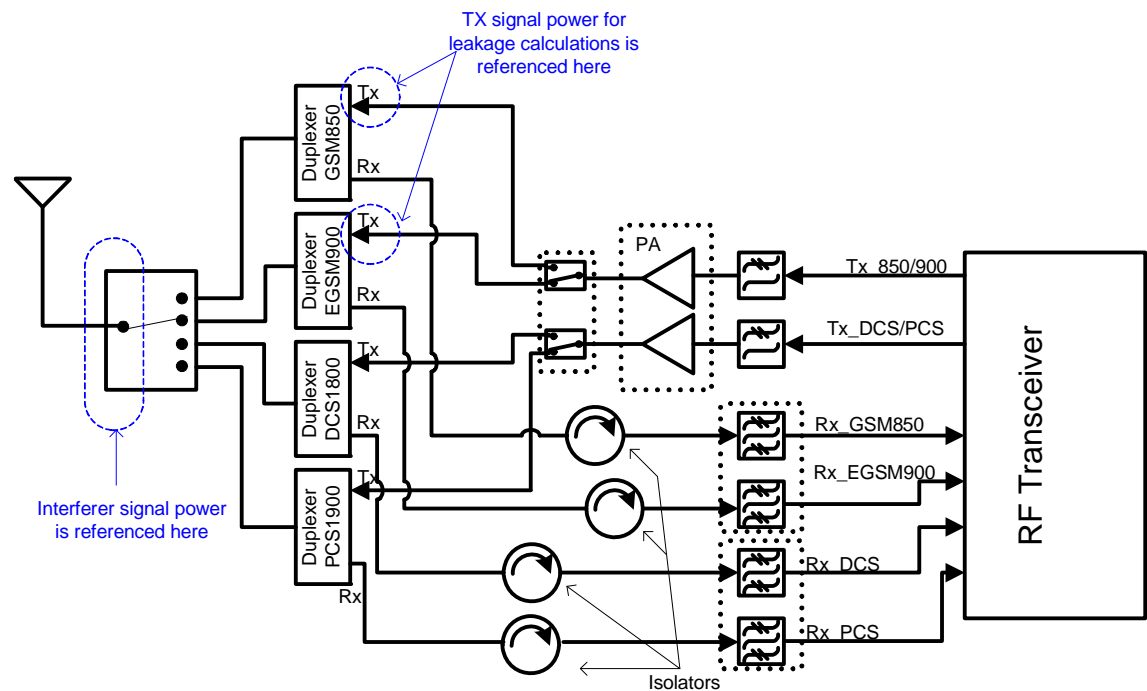 TX signal power for
leakage calculations is
referenced here
Duplexer
GSM850
Tx
Rx
Duplexer
EGSM900
Tx
Rx
Duplexer
DCS1800
Tx
Rx
Duplexer
PCS1900
Tx
Rx
PA
Tx_850/900
Tx_DCS/PCS
Rx_GSM850
Rx_EGSM900
Rx_DCS
Rx_PCS
RF Transceiver
Interferer signal power
is referenced here
Isolators